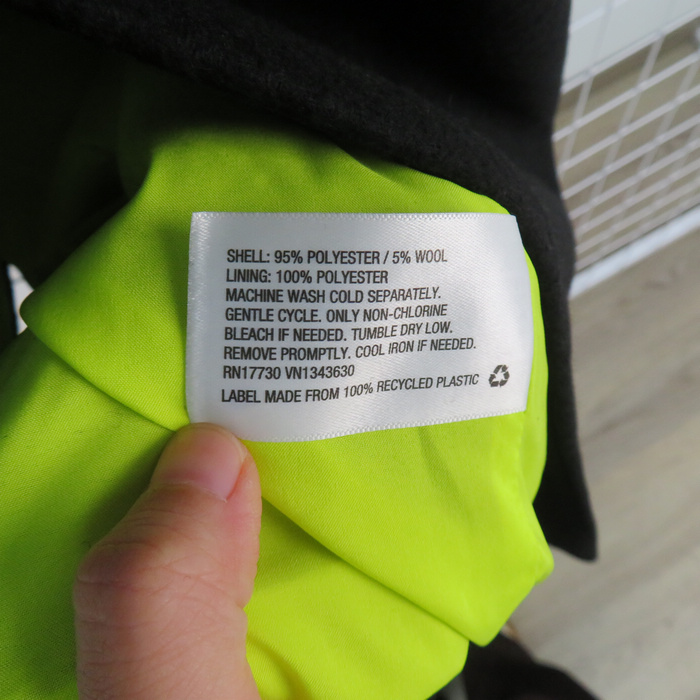 SHELL: 95% POLYESTER / 5% WOOL
LINING: 100% POLYESTER
MACHINE WASH COLD SEPARATELY.
GENTLE CYCLE. ONLY NON-CHLORINE
BLEACH IF NEEDED. TUMBLE DRY LOW.
REMOVE PROMPTLY. COOL IRON IF NEEDED.
RN17730 VN1343630
LABEL MADE FROM 100% RECYCLED PLASTIC